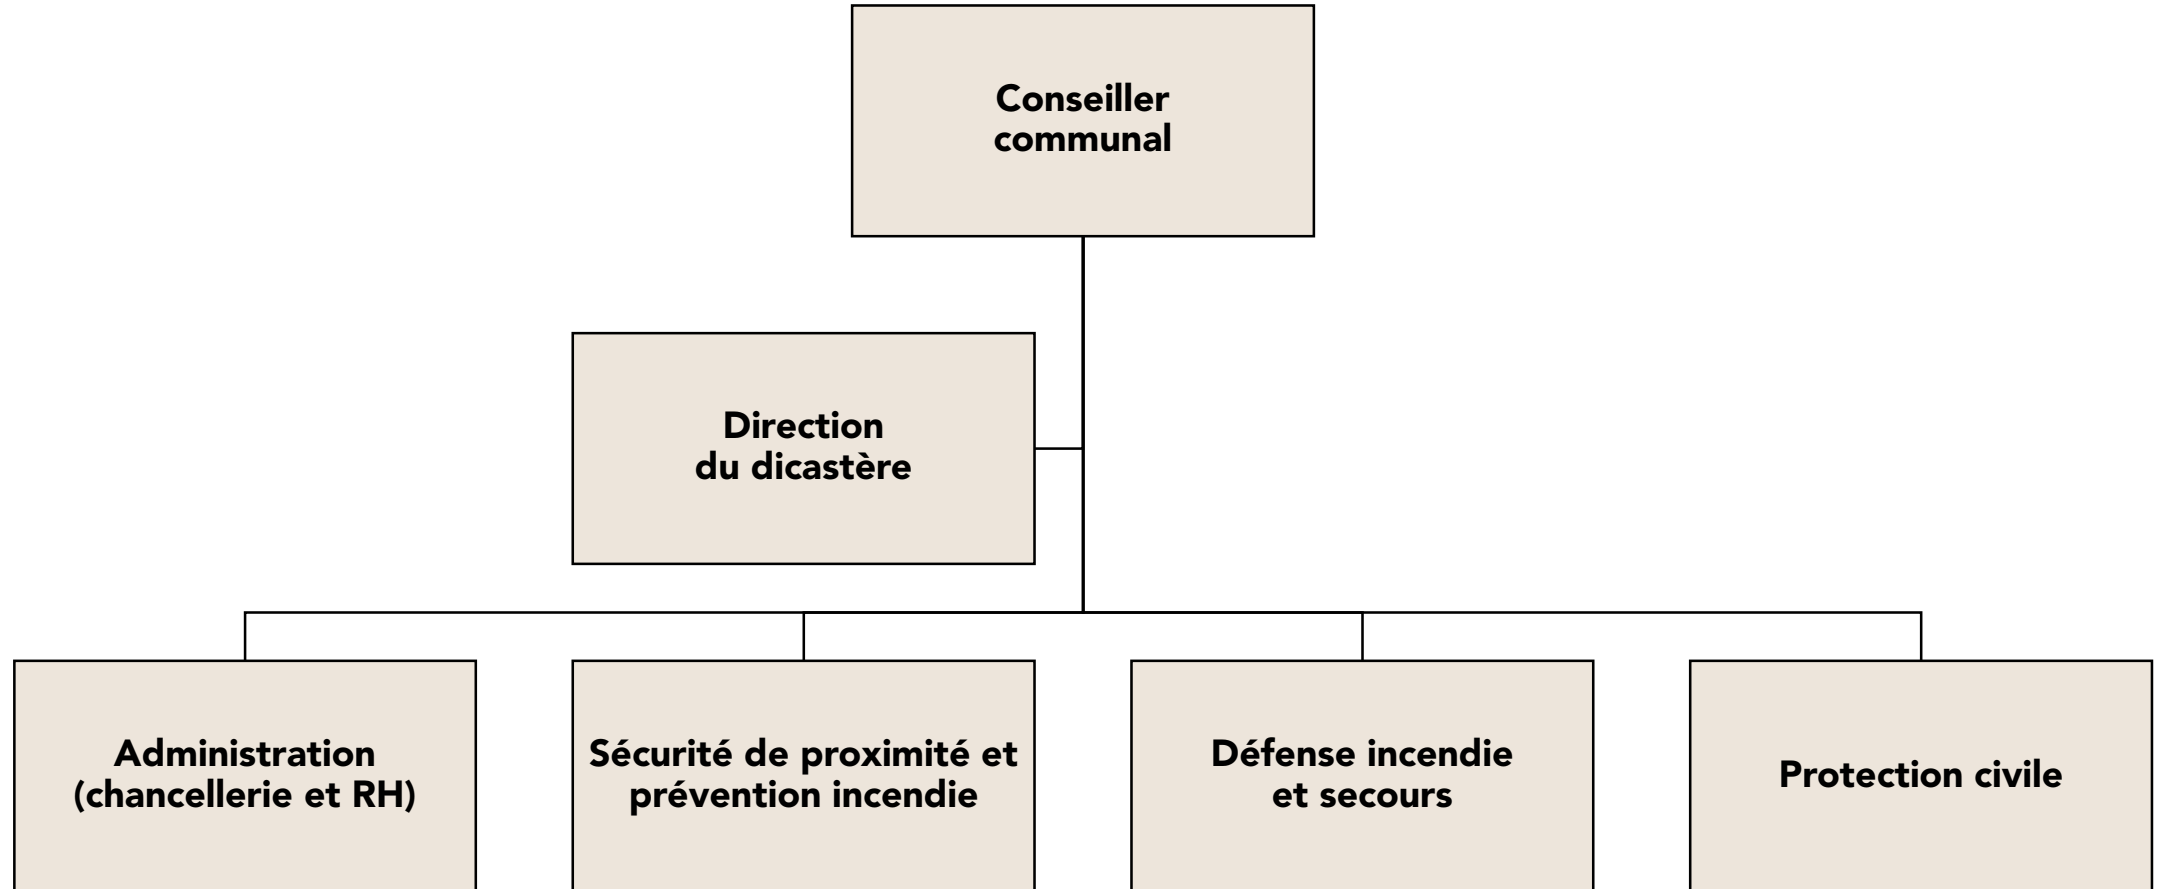 Conseiller
communal
Direction
du dicastère
Administration
(chancellerie et RH)
Sécurité de proximité et
prévention incendie
Défense incendie
et secours
Protection civile